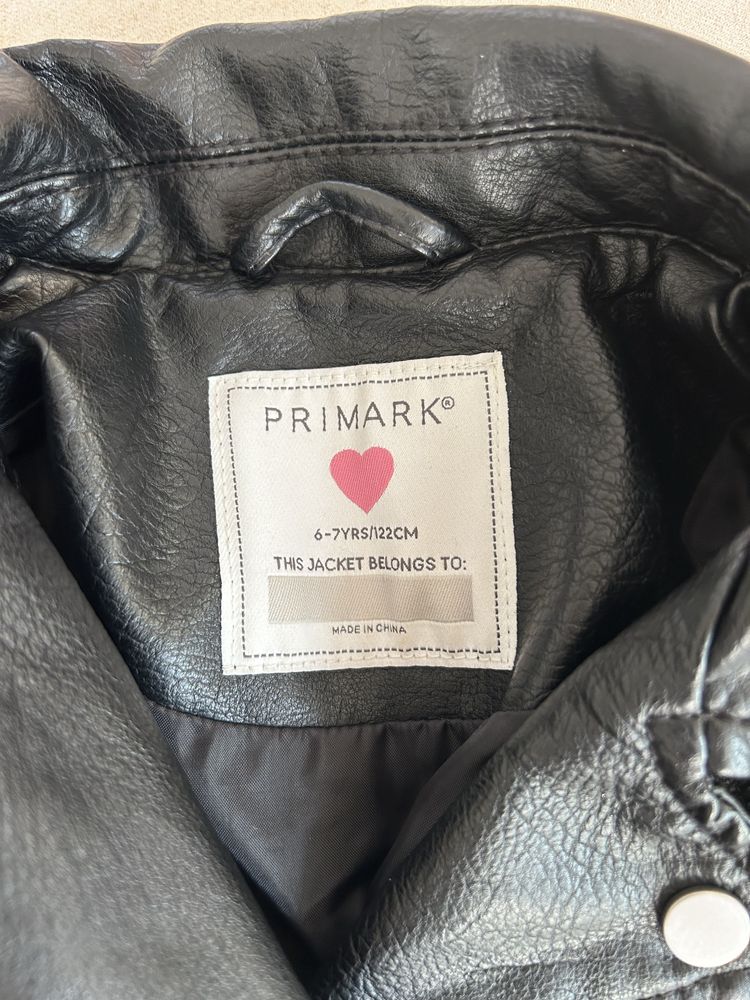 PRIMARK®
6-7YRS/122CM
THIS JACKET BELONGS TO:
MADE IN CHINA